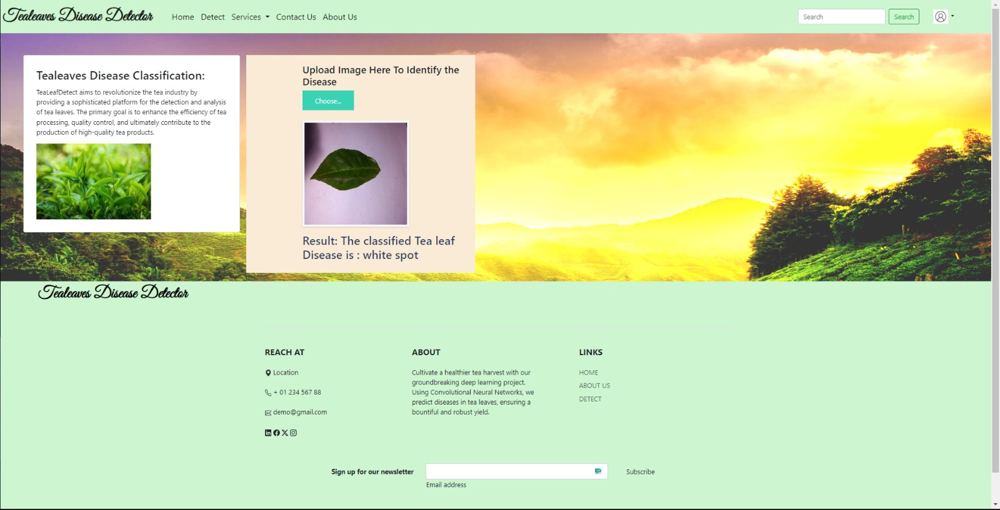 Tealeaves Disease Detector
Home Detect Services Contact Us About Us
Search Search
Tealeaves Disease Classification:
TeaLeafDetect aims to revolutionize the tea industry by
providing a sophisticated platform for the detection and analysis
of tea leaves. The primary goal is to enhance the efficiency of tea
processing, quality control, and ultimately contribute to the
production of high-quality tea products.
Upload Image Here To Identify the
Disease
Choose...
Result: The classified Tea leaf
Disease is : white spot
Tealeaves Disease Detector
REACH AT
Location
+ 01 234 567 88
demo@gmail.com
ABOUT
Cultivate a healthier tea harvest with our
groundbreaking deep learning project.
Using Convolutional Neural Networks, we
predict diseases in tea leaves, ensuring a
bountiful and robust yield.
LINKS
HOME
ABOUT US
DETECT
Sign up for our newsletter
Email address
Subscribe